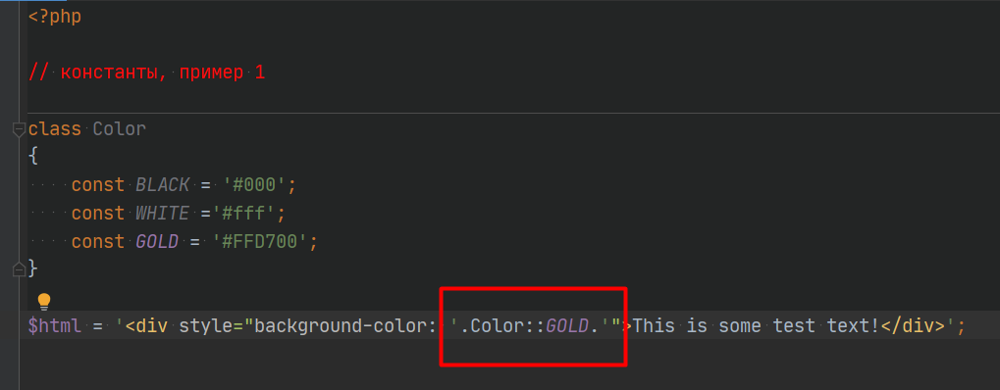 <?php
// константы, пример 1
class Color
{
const BLACK = '#000';
const WHITE ='#fff';
const GOLD = '#FFD700';
}
$html = '<div style="background-color: '.Color::GOLD.'">This is some test text!</div>';